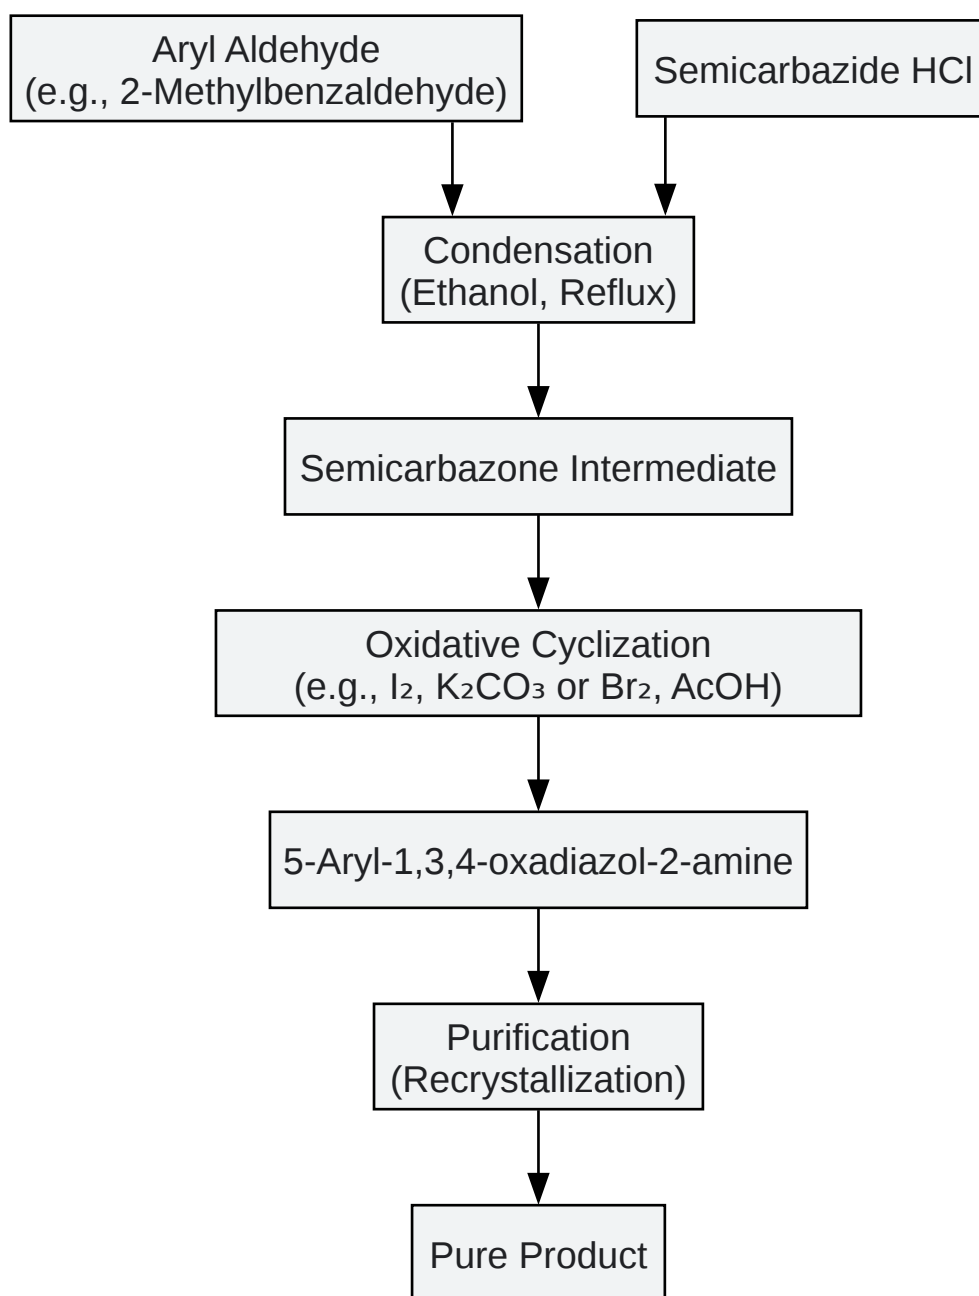 Aryl Aldehyde
(e.g., 2-Methylbenzaldehyde)
Semicarbazide HCl
Condensation
(Ethanol, Reflux)
Semicarbazone Intermediate
Oxidative Cyclization
(e.g., I₂, K₂CO₃ or Br₂, AcOH)
5-Aryl-1,3,4-oxadiazol-2-amine
Purification
(Recrystallization)
Pure Product